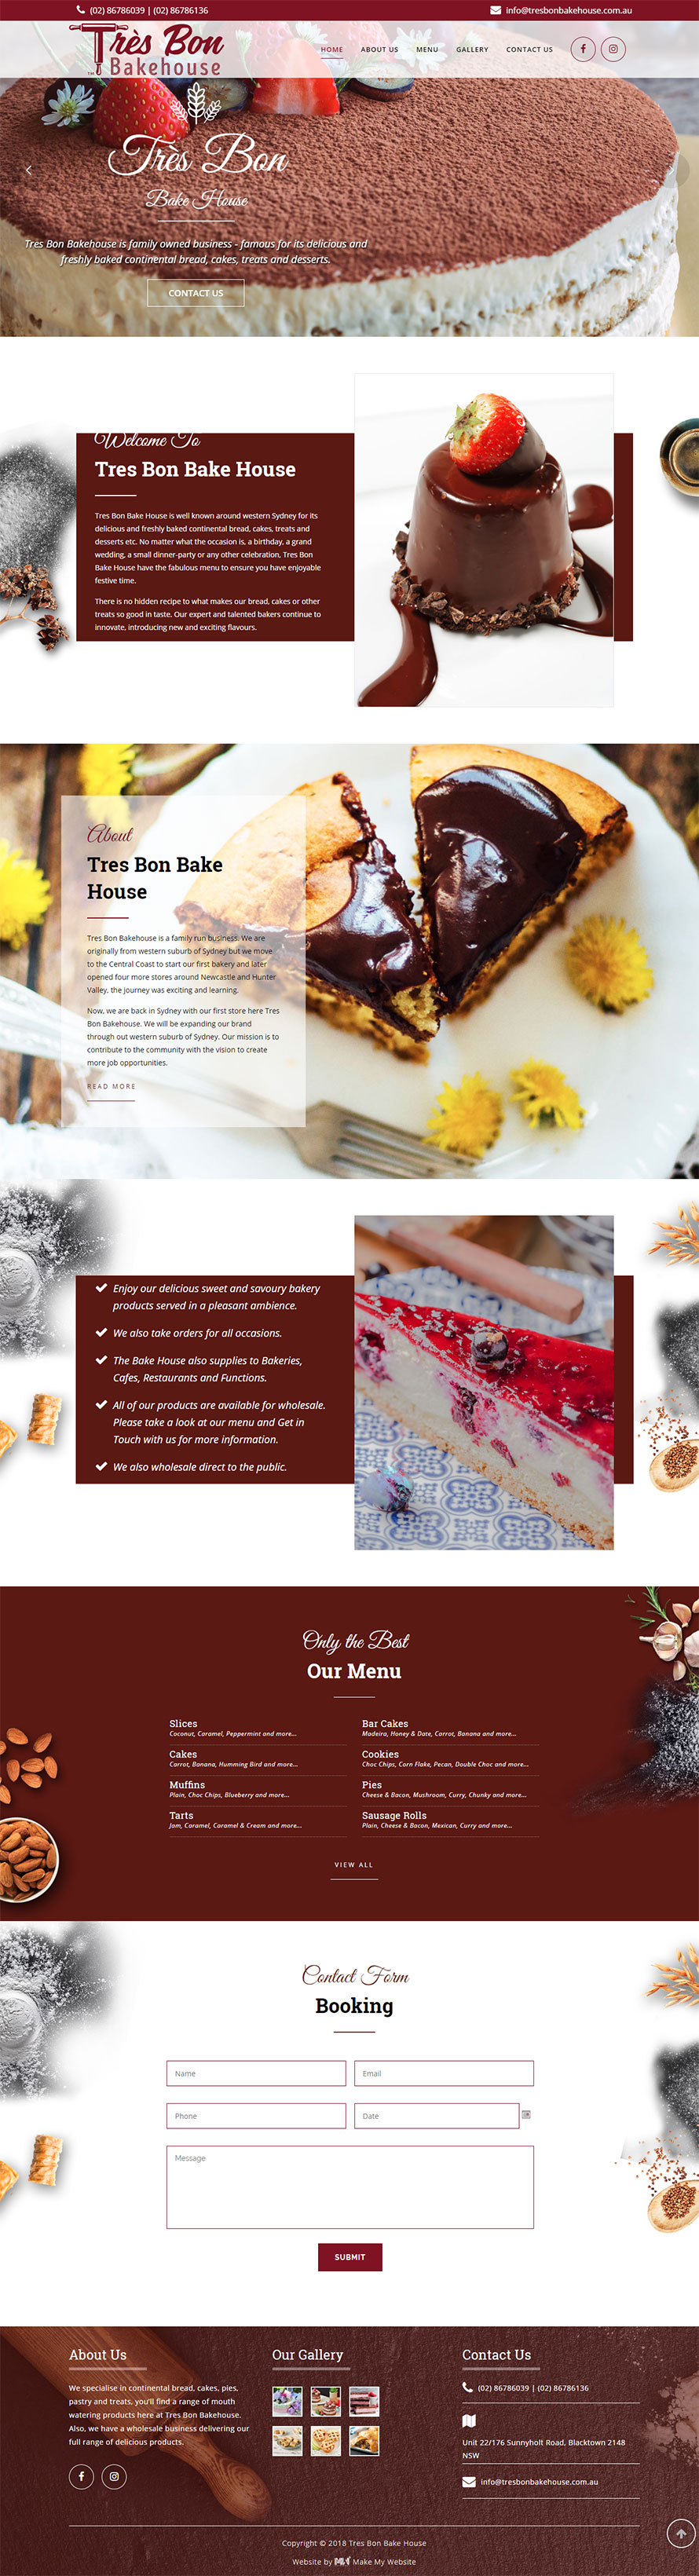 (02) 86786039 | (02) 86786136
info@tresbonbakehouse.com.au
Très Bon
Bakehouse
HOME
ABOUT US
MENU
GALLERY
CONTACT US
Très Bon
Bake House
Tres Bon Bakehouse is family owned business - famous for its delicious and
freshly baked continental bread, cakes, treats and desserts.
CONTACT US
Welcome To
Tres Bon Bake House
Tres Bon Bake House is well known around western Sydney for its
delicious and freshly baked continental bread, cakes, treats and
desserts etc. No matter what the occasion is, a birthday, a grand
wedding, a small dinner-party or any other celebration, Tres Bon
Bake House have the fabulous menu to ensure you have enjoyable
festive time.
There is no hidden recipe to what makes our bread, cakes or other
treats so good in taste. Our expert and talented bakers continue to
innovate, introducing new and exciting flavours.
About
Tres Bon Bake
House
Tres Bon Bakehouse is a family run business. We are
originally from western suburb of Sydney but we move
to the Central Coast to start our first bakery and later
opened four more stores around Newcastle and Hunter
Valley, the journey was exciting and learning.
Now, we are back in Sydney with our first store here Tres
Bon Bakehouse. We will be expanding our brand
through out western suburb of Sydney. Our mission is to
contribute to the community with the vision to create
more job opportunities.
READ MORE
Enjoy our delicious sweet and savoury bakery
products served in a pleasant ambience.
We also take orders for all occasions.
The Bake House also supplies to Bakeries,
Cafes, Restaurants and Functions.
All of our products are available for wholesale.
Please take a look at our menu and Get in
Touch with us for more information.
We also wholesale direct to the public.
Only the Best
Our Menu
Slices
Coconut, Caramel, Peppermint and more...
Bar Cakes
Madeira, Honey & Date, Carrot, Banana and more...
Cakes
Carrot, Banana, Humming Bird and more...
Cookies
Choc Chips, Corn Flake, Pecan, Double Choc and more...
Muffins
Plain, Choc Chips, Blueberry and more...
Pies
Cheese & Bacon, Mushroom, Curry, Chunky and more...
Tarts
Jam, Caramel, Caramel & Cream and more...
Sausage Rolls
Plain, Cheese & Bacon, Mexican, Curry and more...
VIEW ALL
Contact Form
Booking
Name
Email
Phone
Date
Message
SUBMIT
About Us
We specialise in continental bread, cakes, pies,
pastry and treats, you'll find a range of mouth
watering products here at Tres Bon Bakehouse.
Also, we have a wholesale business delivering our
full range of delicious products.
Our Gallery
Contact Us
(02) 86786039 | (02) 86786136
Unit 22/176 Sunnyholt Road, Blacktown 2148
NSW
info@tresbonbakehouse.com.au
Copyright © 2018 Tres Bon Bake House
Website by Make My Website